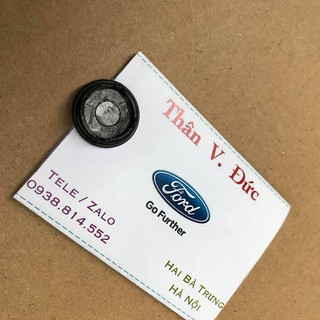 Thân V. Đức
Ford
Go Further
TELE / ZALO
0938.814.552
HAI BÀ TRƯNG
HÀ NỘI